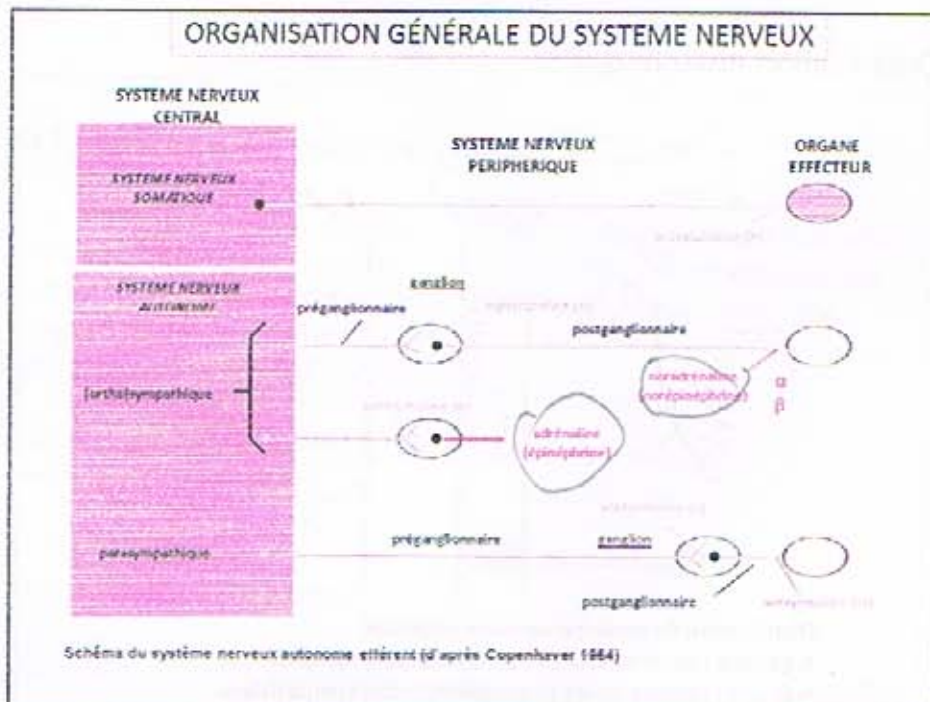 ORGANISATION GÉNÉRALE DU SYSTEME NERVEUX
SYSTEME NERVEUX
CENTRAL
SYSTEME NERVEUX
PERIPHERIQUE
ORGANE
EFFECTEUR
SYSTEME NERVEUX
SOMATIQUE
SYSTEME NERVEUX
AUTONOME
ganglion
préganglionnaire
postganglionnaire
(ortho)sympathique
noradrénaline
(norépinéphrine)
α
β
adrénaline
(épinéphrine)
parasympathique
préganglionnaire
ganglion
postganglionnaire
Schéma du système nerveux autonome efférent (d'après Copenhaver 1964)